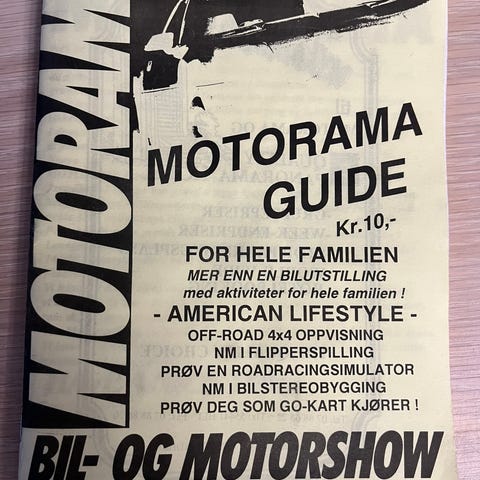 MOTORAM
MOTORAMA
GUIDE
Kr.10,-
FOR HELE FAMILIEN
MER ENN EN BILUTSTILLING
med aktiviteter for hele familien !
- AMERICAN LIFESTYLE -
OFF-ROAD 4x4 OPPVISNING
NM I FLIPPERSPILLING
PRØV EN ROADRACINGSIMULATOR
NM I BILSTEREOBYGGING
PRØV DEG SOM GO-KART KJØRER !
BIL- OG MOTORSHOW